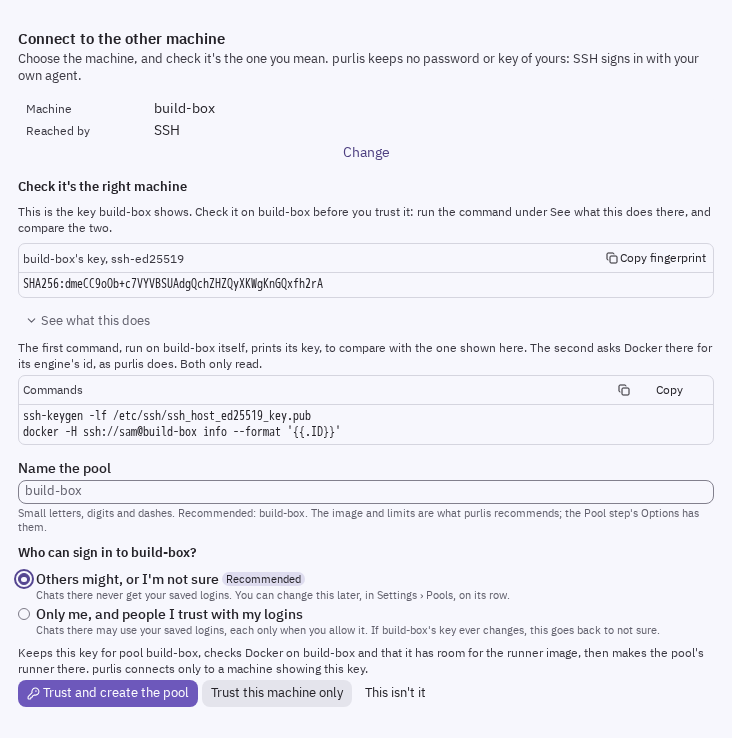 Connect to the other machine
Choose the machine, and check it's the one you mean. purlis keeps no password or key of yours: SSH signs in with your
own agent.
Machine build-box
Reached by SSH
Change
Check it's the right machine
This is the key build-box shows. Check it on build-box before you trust it: run the command under See what this does there, and
compare the two.
build-box's key, ssh-ed25519 Copy fingerprint
SHA256:dmeCC9oOb+c7VYVBSUAdgQchZHZQyXKWgKnGQxfh2rA
See what this does
The first command, run on build-box itself, prints its key, to compare with the one shown here. The second asks Docker there for
its engine's id, as purlis does. Both only read.
Commands Copy
ssh-keygen -lf /etc/ssh/ssh_host_ed25519_key.pub
docker -H ssh://sam@build-box info --format '{{.ID}}'
Name the pool
build-box
Small letters, digits and dashes. Recommended: build-box. The image and limits are what purlis recommends; the Pool step's Options has
them.
Who can sign in to build-box?
Others might, or I'm not sure Recommended
Chats there never get your saved logins. You can change this later, in Settings › Pools, on its row.
Only me, and people I trust with my logins
Chats there may use your saved logins, each only when you allow it. If build-box's key ever changes, this goes back to not sure.
Keeps this key for pool build-box, checks Docker on build-box and that it has room for the runner image, then makes the pool's
runner there. purlis connects only to a machine showing this key.
Trust and create the pool Trust this machine only This isn't it